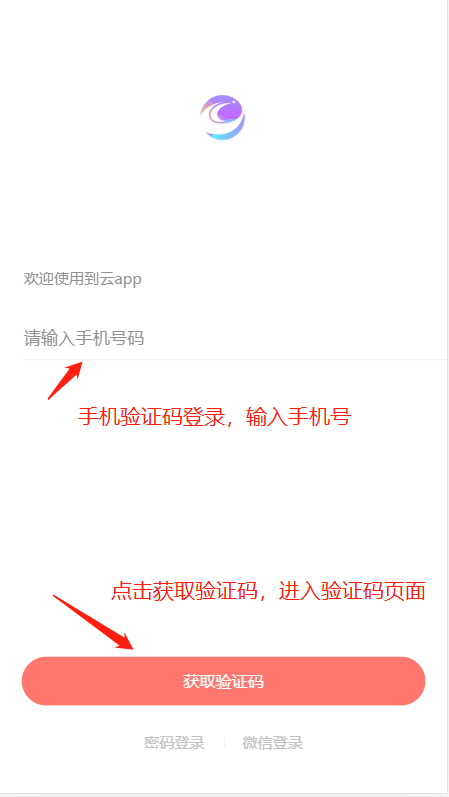 欢迎使用到云app
请输入手机号码
手机验证码登录，输入手机号
点击获取验证码，进入验证码页面
获取验证码
密码登录 | 微信登录